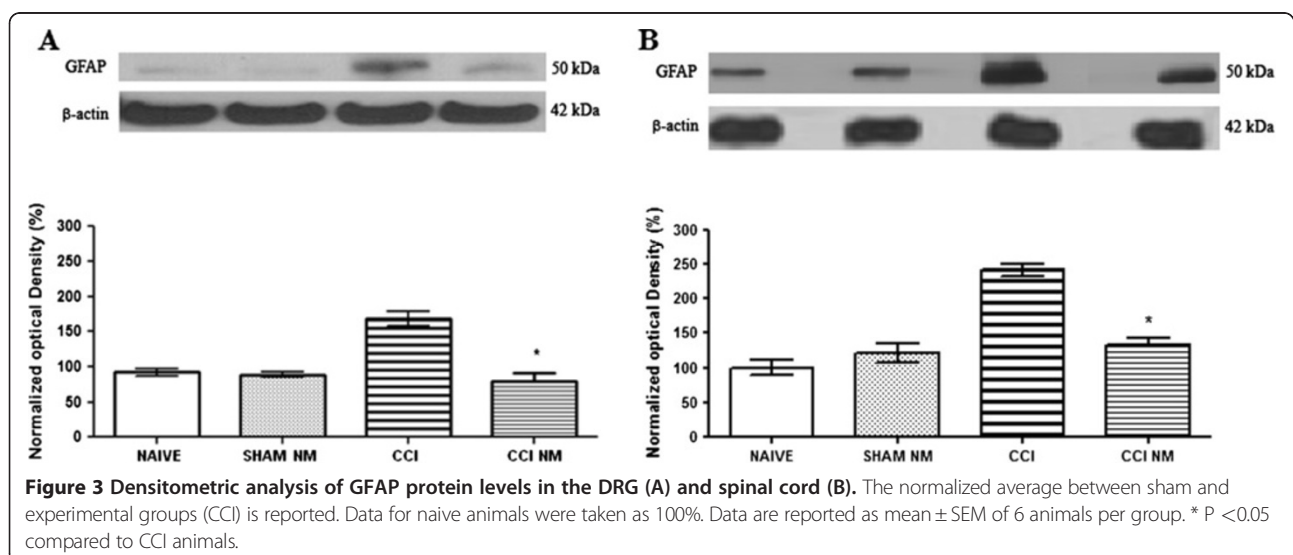 A
GFAP
50 kDa
β-actin
42 kDa
Normalized optical Density (%)
300
250
200
150
100
50
0
*
NAIVE
SHAM NM
CCI
CCI NM
B
GFAP
50 kDa
β-actin
42 kDa
Normalized optical Density (%)
300
250
200
150
100
50
0
*
NAIVE
SHAM NM
CCI
CCI NM
Figure 3 Densitometric analysis of GFAP protein levels in the DRG (A) and spinal cord (B). The normalized average between sham and
experimental groups (CCI) is reported. Data for naive animals were taken as 100%. Data are reported as mean ± SEM of 6 animals per group. * P <0.05
compared to CCI animals.